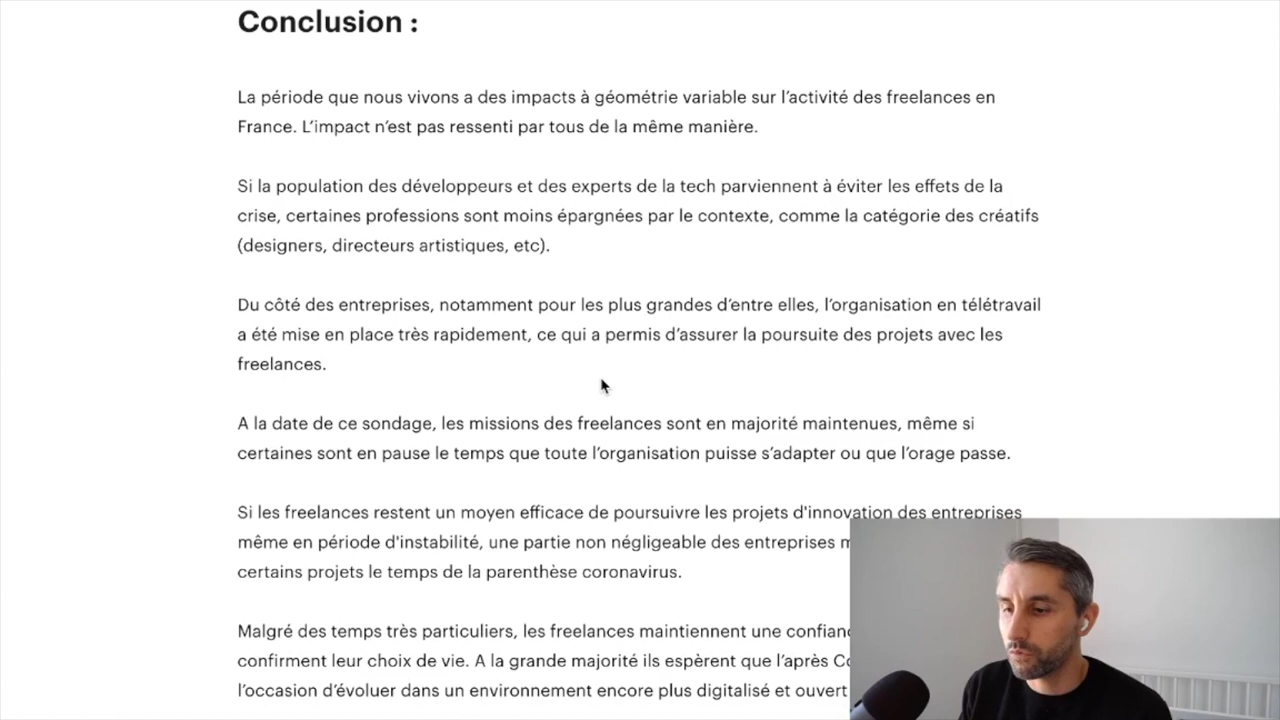 Conclusion :
La période que nous vivons a des impacts à géométrie variable sur l’activité des freelances en
France. L’impact n’est pas ressenti par tous de la même manière.
Si la population des développeurs et des experts de la tech parviennent à éviter les effets de la
crise, certaines professions sont moins épargnées par le contexte, comme la catégorie des créatifs
(designers, directeurs artistiques, etc).
Du côté des entreprises, notamment pour les plus grandes d’entre elles, l’organisation en télétravail
a été mise en place très rapidement, ce qui a permis d’assurer la poursuite des projets avec les
freelances.
A la date de ce sondage, les missions des freelances sont en majorité maintenues, même si
certaines sont en pause le temps que toute l’organisation puisse s’adapter ou que l’orage passe.
Si les freelances restent un moyen efficace de poursuivre les projets d'innovation des entreprises
même en période d'instabilité, une partie non négligeable des entreprises
certains projets le temps de la parenthèse coronavirus.
Malgré des temps très particuliers, les freelances maintiennent une
confirment leur choix de vie. A la grande majorité ils espèrent que l’après
l’occasion d’évoluer dans un environnement encore plus digitalisé et ouvert